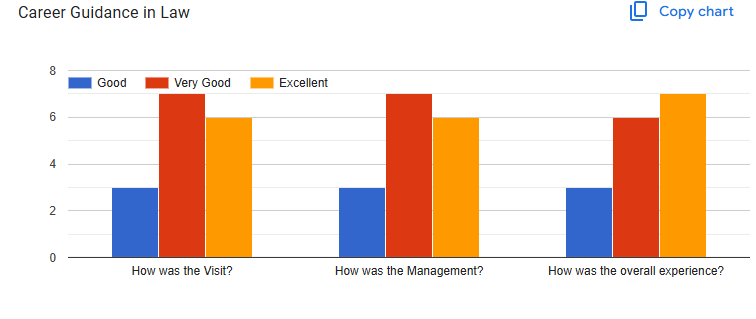 Career Guidance in Law
Copy chart
8
Good
Very Good
Excellent
6
4
2
0
How was the Visit?
How was the Management?
How was the overall experience?